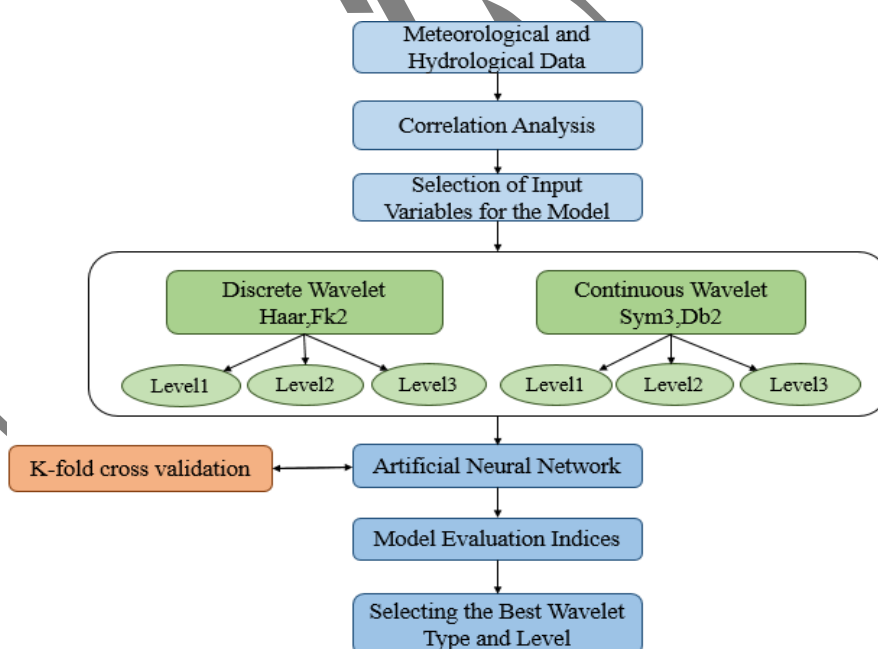 Meteorological and
Hydrological Data
Correlation Analysis
Selection of Input
Variables for the Model
Discrete Wavelet
Haar,Fk2
Continuous Wavelet
Sym3,Db2
Level1
Level2
Level3
Level1
Level2
Level3
K-fold cross validation
Artificial Neural Network
Model Evaluation Indices
Selecting the Best Wavelet
Type and Level